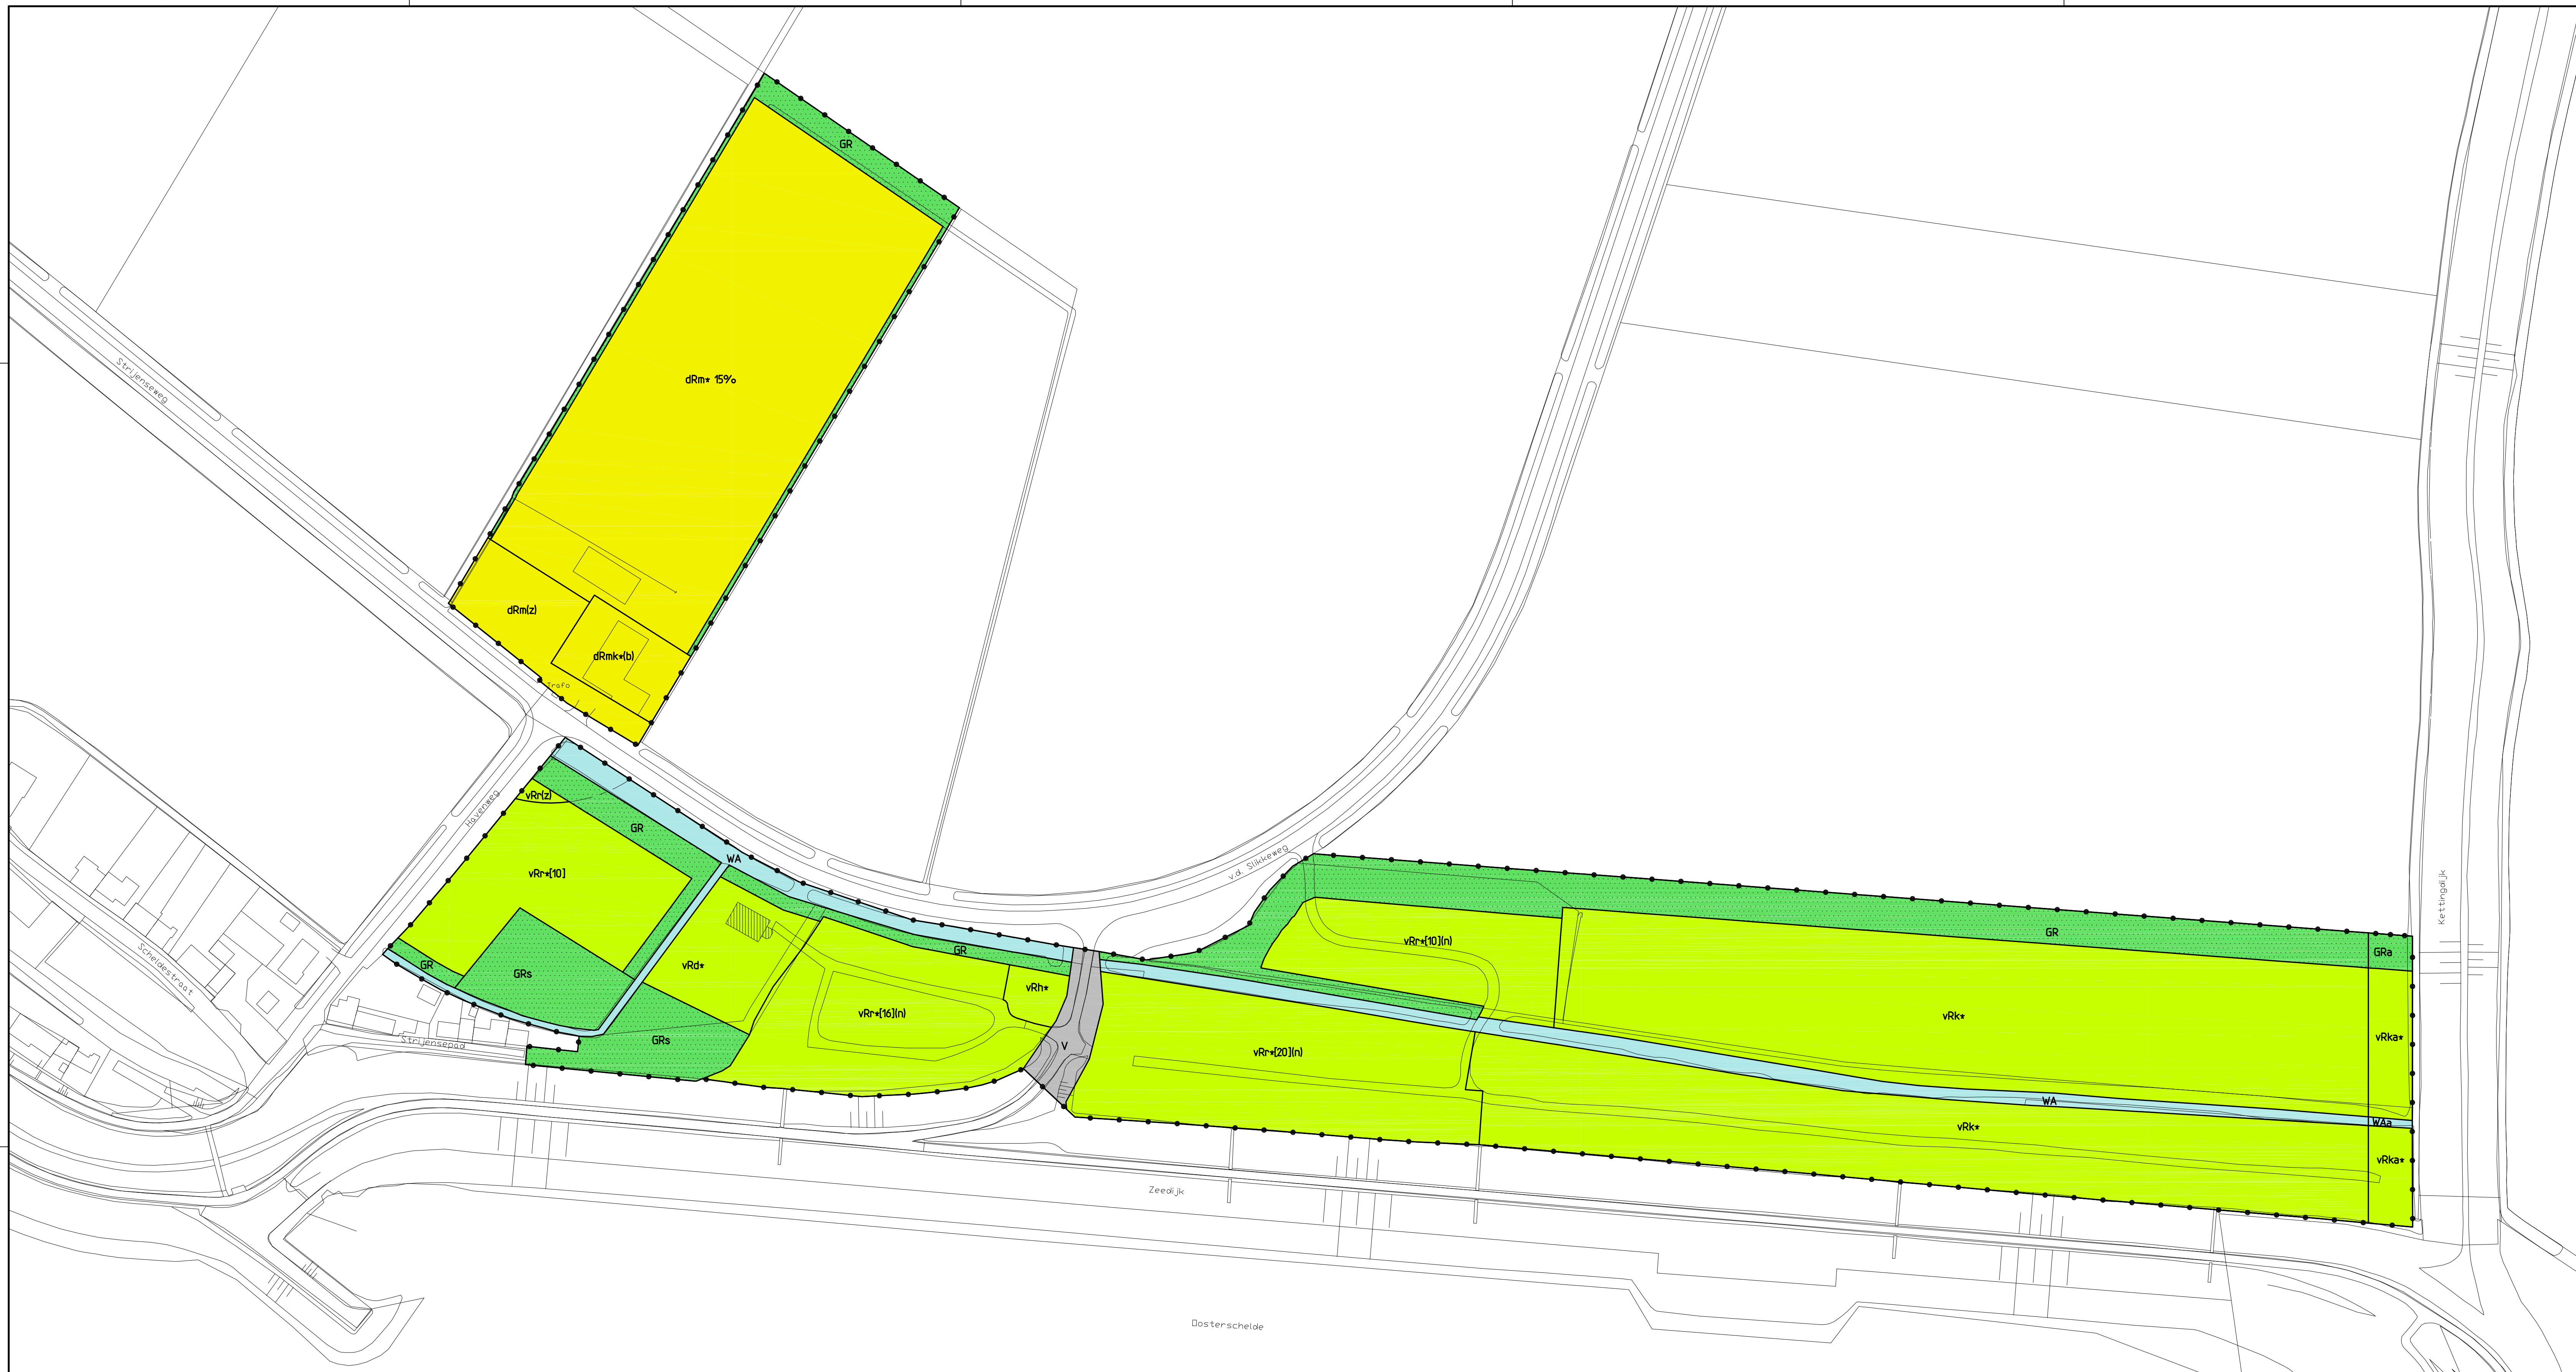 GR
Strijenseweg
dRm* 15%
dRm(z)
dRmk*(b)
Trafo
vRr(z)
Havenweg
GR
WA
v.d. Slikkeweg
vRr*[10]
Kettingdijk
vRr*[10](n)
GR
GR
GRa
GR
GRs
vRd*
Scheldestraat
vRh*
vRr*[16](n)
vRk*
GRs
Strijensepad
V
vRr*[20](n)
vRka*
WA
WAa
vRk*
vRka*
Zeedijk
Oosterschelde